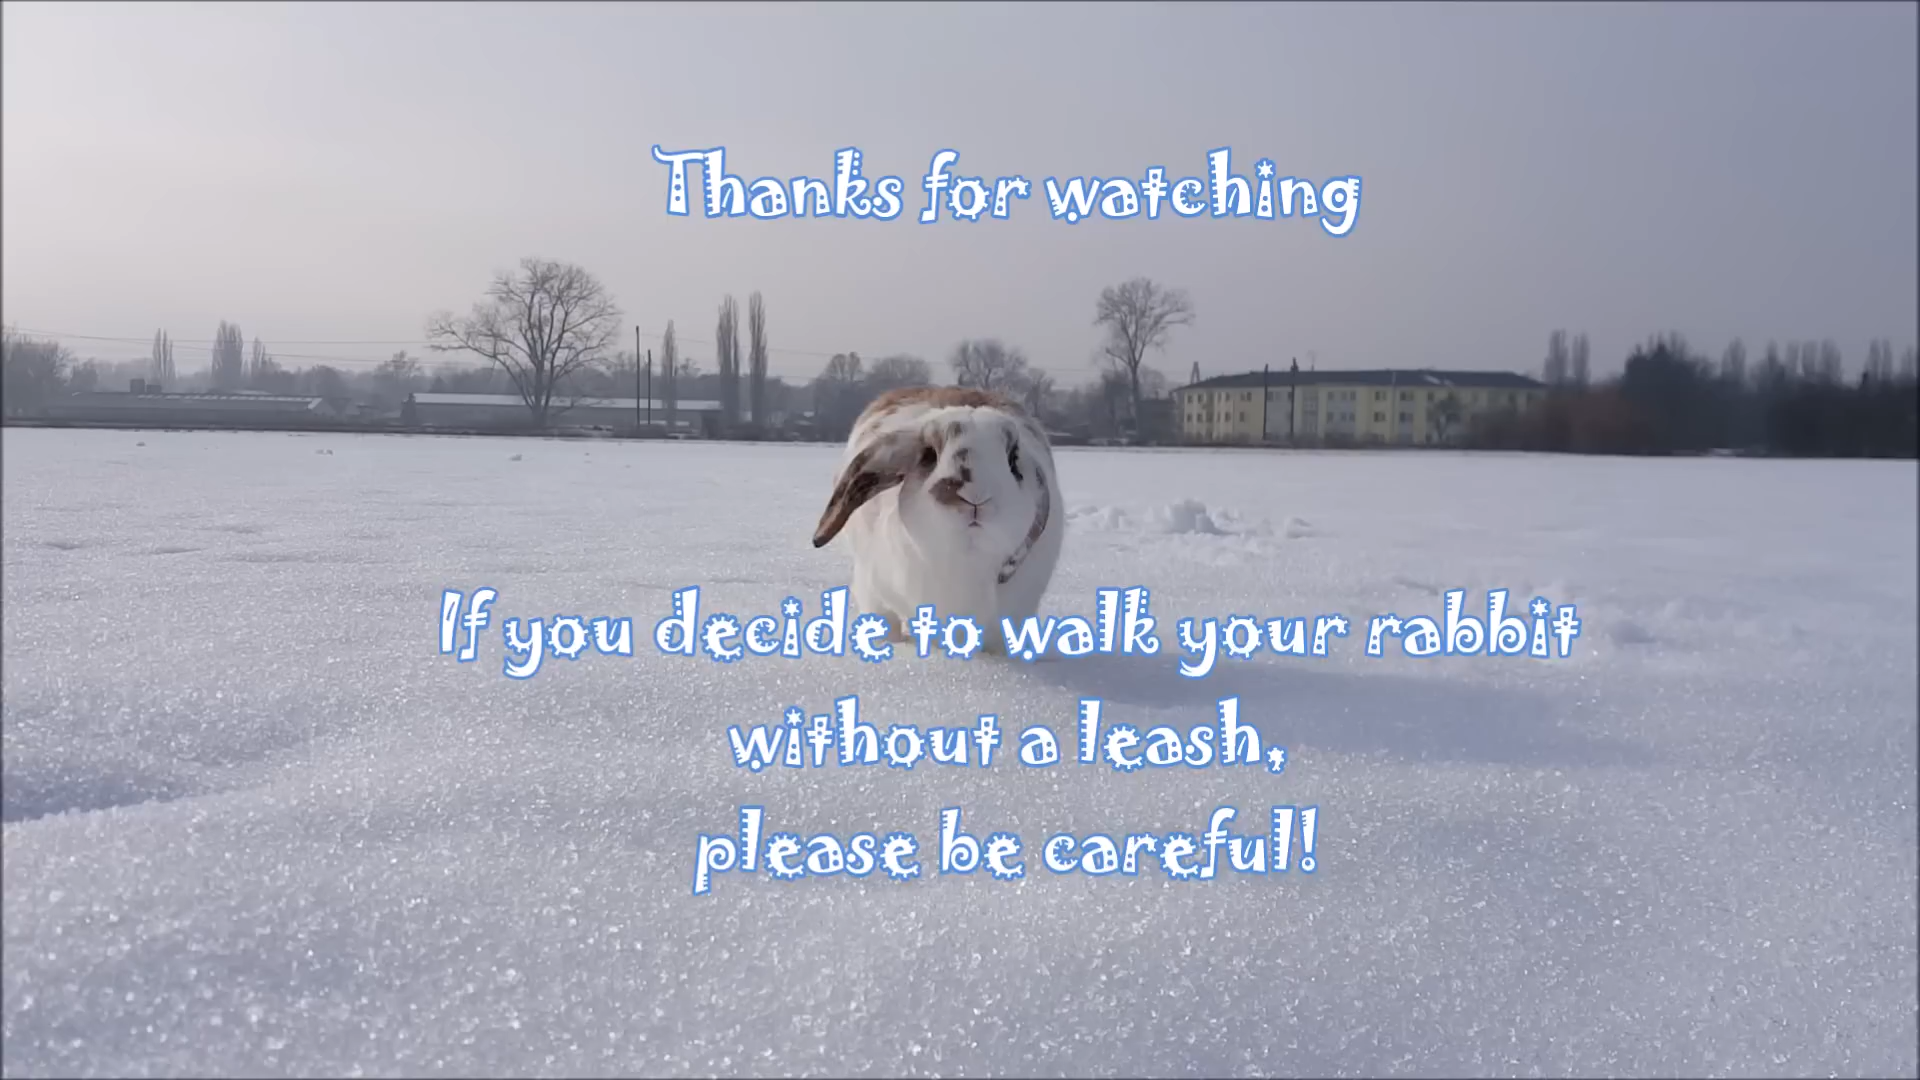 Thanks for watching
If you decide to walk your rabbit
without a leash,
please be careful!